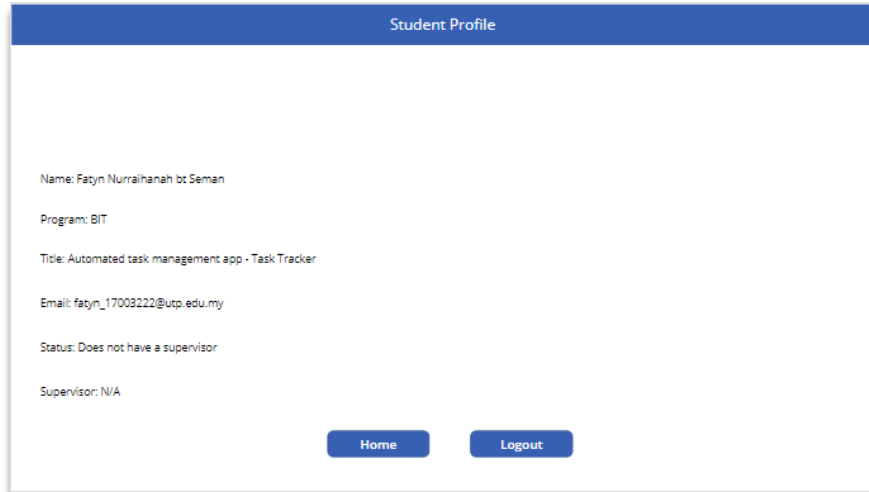 Student Profile
Name: Fatyn Nurraihanah bt Seman
Program: BIT
Title: Automated task management app - Task Tracker
Email: fatyn_17003222@utp.edu.my
Status: Does not have a supervisor
Supervisor: N/A
Home Logout